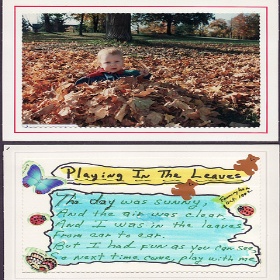 Playing In The Leaves
The day was sunny,
And the air was clear.
And I was in the leaves
From ear to ear.
But I had fun as you can see,
So next time come, play with me.